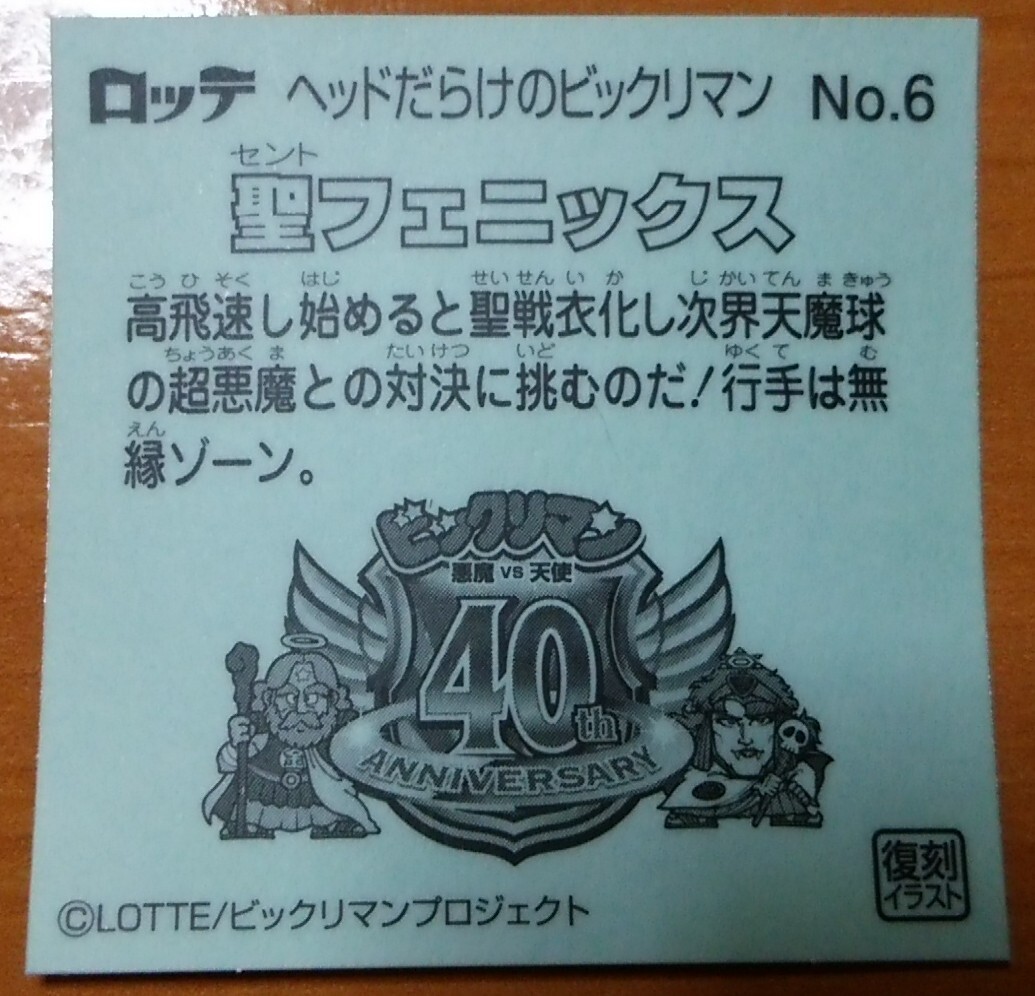 ロッテ ヘッドだらけのビックリマン No.6
セント
聖フェニックス
こうひそく はじ せいせんいか じかいてんまきゅう
高飛速し始めると聖戦衣化し次界天魔球
ちょうあくま たいけつ いど ゆくて む
の超悪魔との対決に挑むのだ!行手は無
えん
縁ゾーン。
ビックリマン
悪魔 VS 天使
40th
ANNIVERSARY
復刻
イラスト
©LOTTE/ビックリマンプロジェクト